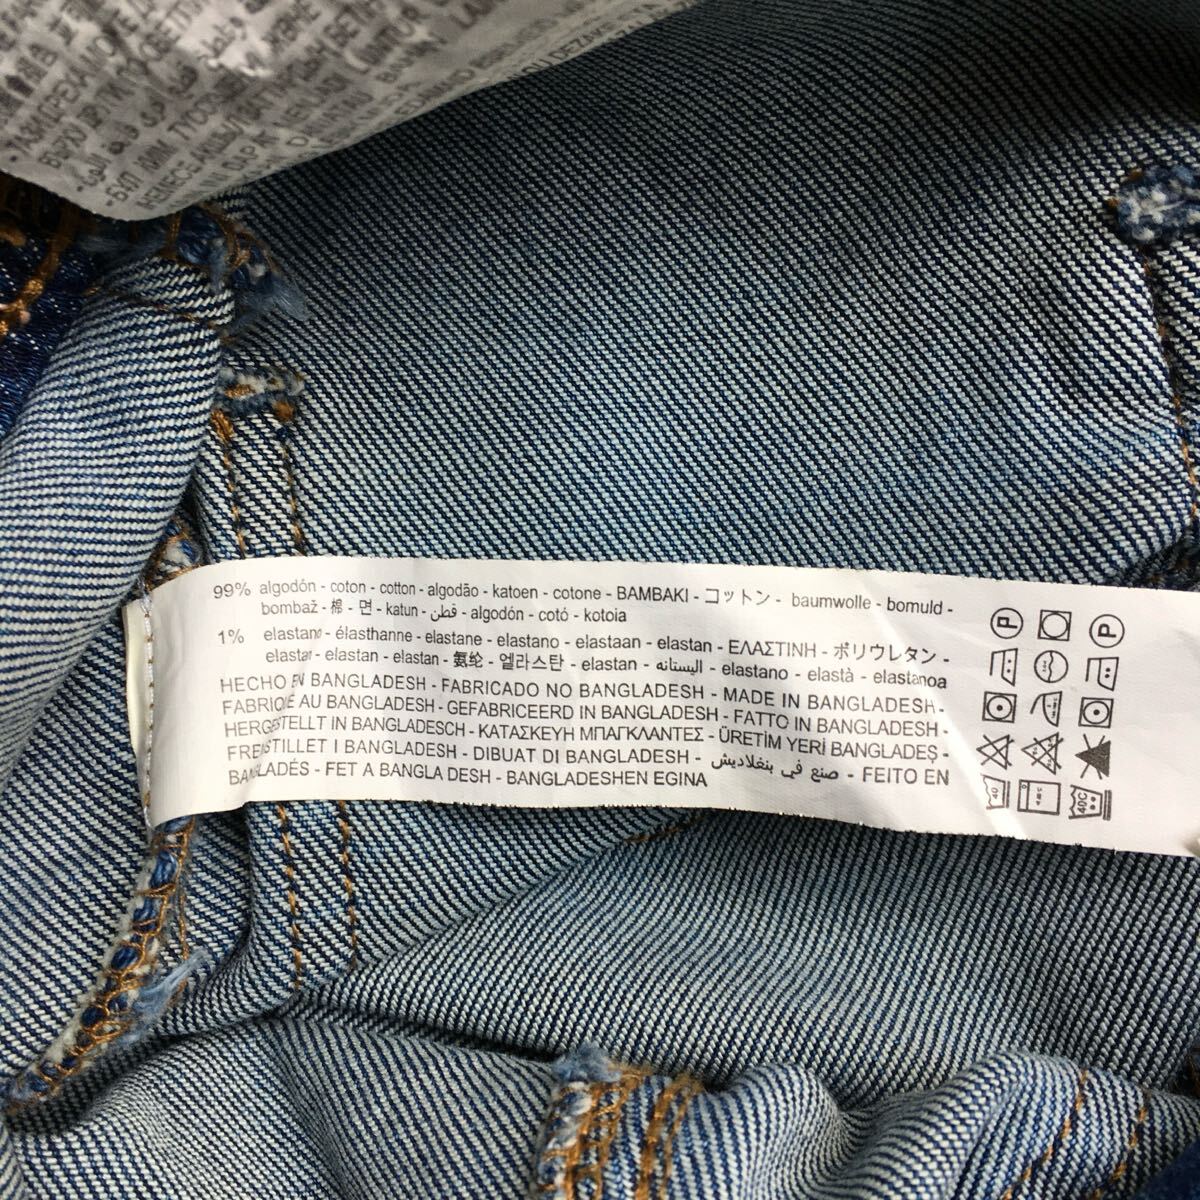 99% algodón - coton - cotton - algodão - katoen - cotone - BAMBAKI - コットン - baumwolle - bomuld -
bombaž - 棉 - 면 - katun - قطن - algodón - cotó - kotoia
1% elastano - élasthanne - elastane - elastano - elastaan - elastan - ΕΛΑΣΤΙΝΗ - ポリウレタン -
elastan - elastan - elastan - 氨纶 - 엘라스탄 - elastan - اليستانه - elastano - elastà - elastanoa
HECHO EN BANGLADESH - FABRICADO NO BANGLADESH - MADE IN BANGLADESH -
FABRIQUE AU BANGLADESH - GEFABRICEERD IN BANGLADESH - FATTO IN BANGLADESH -
HERGESTELLT IN BANGLADESCH - ΚΑΤΑΣΚΕΥΗ ΜΠΑΓΚΛΑΝΤΕΣ - ÜRETİM YERİ BANGLADEŞ -
FREMSTILLET I BANGLADESH - DIBUAT DI BANGLADESH - صنع في بنغلاديش - FEITO EN
BANGLADÉS - FET A BANGLA DESH - BANGLADESHEN EGINA
P P
40 40C